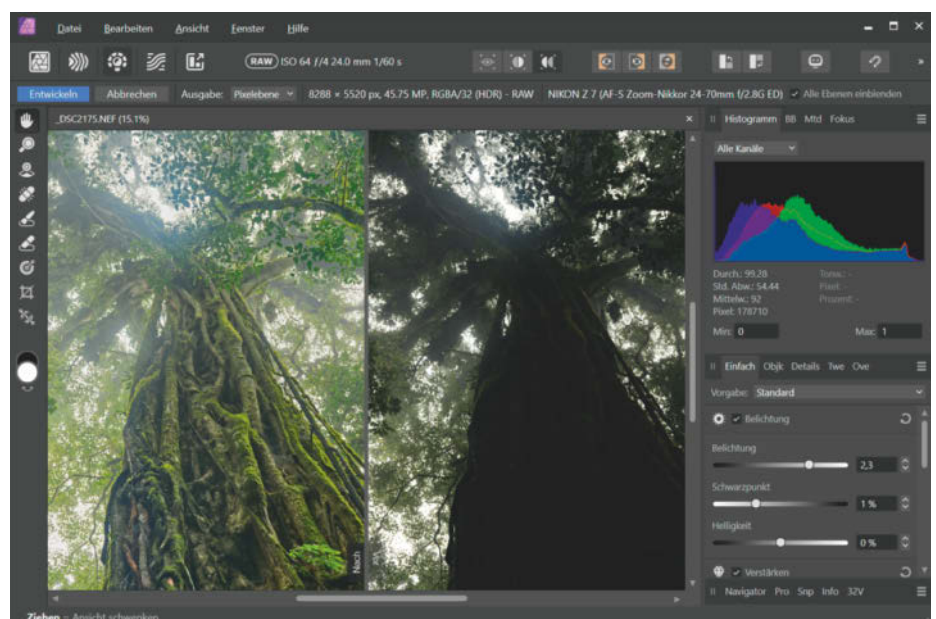 Datei Bearbeiten Ansicht Fenster Hilfe
RAW ISO 64 ƒ/4 24.0 mm 1/60 s
Entwickeln Abbrechen Ausgabe: Pixelebene 8288 × 5520 px, 45.75 MP, RGBA/32 (HDR) - RAW NIKON Z 7 (AF-S Zoom-Nikkor 24-70mm f/2.8G ED) Alle Ebenen einblenden
_DSC2175.NEF (15.1%)
Histogramm BB Mtd Fokus
Alle Kanäle
Durch.: 99.28 Tonw.: -
Std. Abw.: 54.44 Pixel: -
Mittelw.: 92 Prozent: -
Pixel: 178710
Min: 0 Max: 1
Einfach Objk Details Twe Ove
Vorgabe: Standard
Belichtung
Belichtung
2,3
Schwarzpunkt
1 %
Helligkeit
0 %
Verstärken
Nach
Vor
Navigator Pro Snp Info 32V
Ziehen = Ansicht schwenken